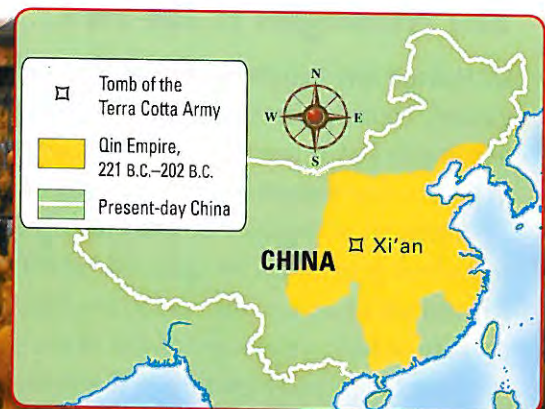 Tomb of the
Terra Cotta Army
Qin Empire,
221 B.C.–202 B.C.
Present-day China
N
W E
S
CHINA
Xi'an